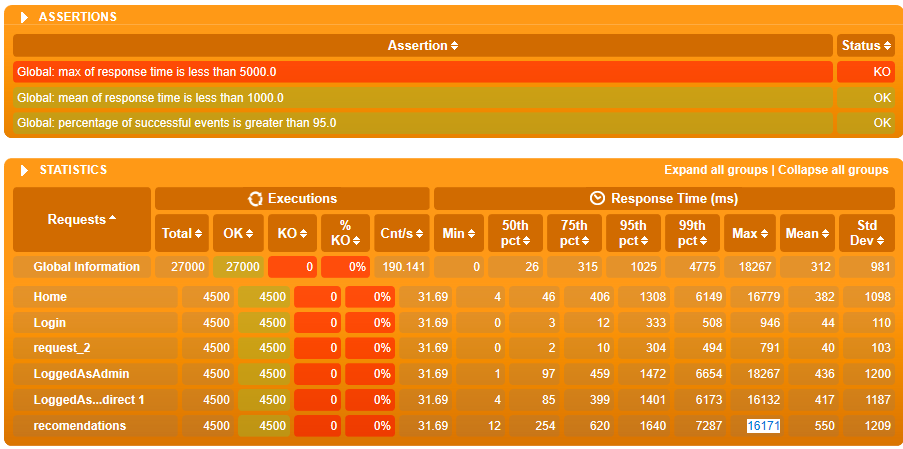 ASSERTIONS
Assertion Status
Global: max of response time is less than 5000.0 KO
Global: mean of response time is less than 1000.0 OK
Global: percentage of successful events is greater than 95.0 OK
STATISTICS Expand all groups | Collapse all groups
Requests Executions Response Time (ms)
Total OK KO % KO Cnt/s Min 50th pct 75th pct 95th pct 99th pct Max Mean Std Dev
Global Information 27000 27000 0 0% 190.141 0 26 315 1025 4775 18267 312 981
Home 4500 4500 0 0% 31.69 4 46 406 1308 6149 16779 382 1098
Login 4500 4500 0 0% 31.69 0 3 12 333 508 946 44 110
request_2 4500 4500 0 0% 31.69 0 2 10 304 494 791 40 103
LoggedAsAdmin 4500 4500 0 0% 31.69 1 97 459 1472 6654 18267 436 1200
LoggedAs...direct 1 4500 4500 0 0% 31.69 4 85 399 1401 6173 16132 417 1187
recomendations 4500 4500 0 0% 31.69 12 254 620 1640 7287 16171 550 1209